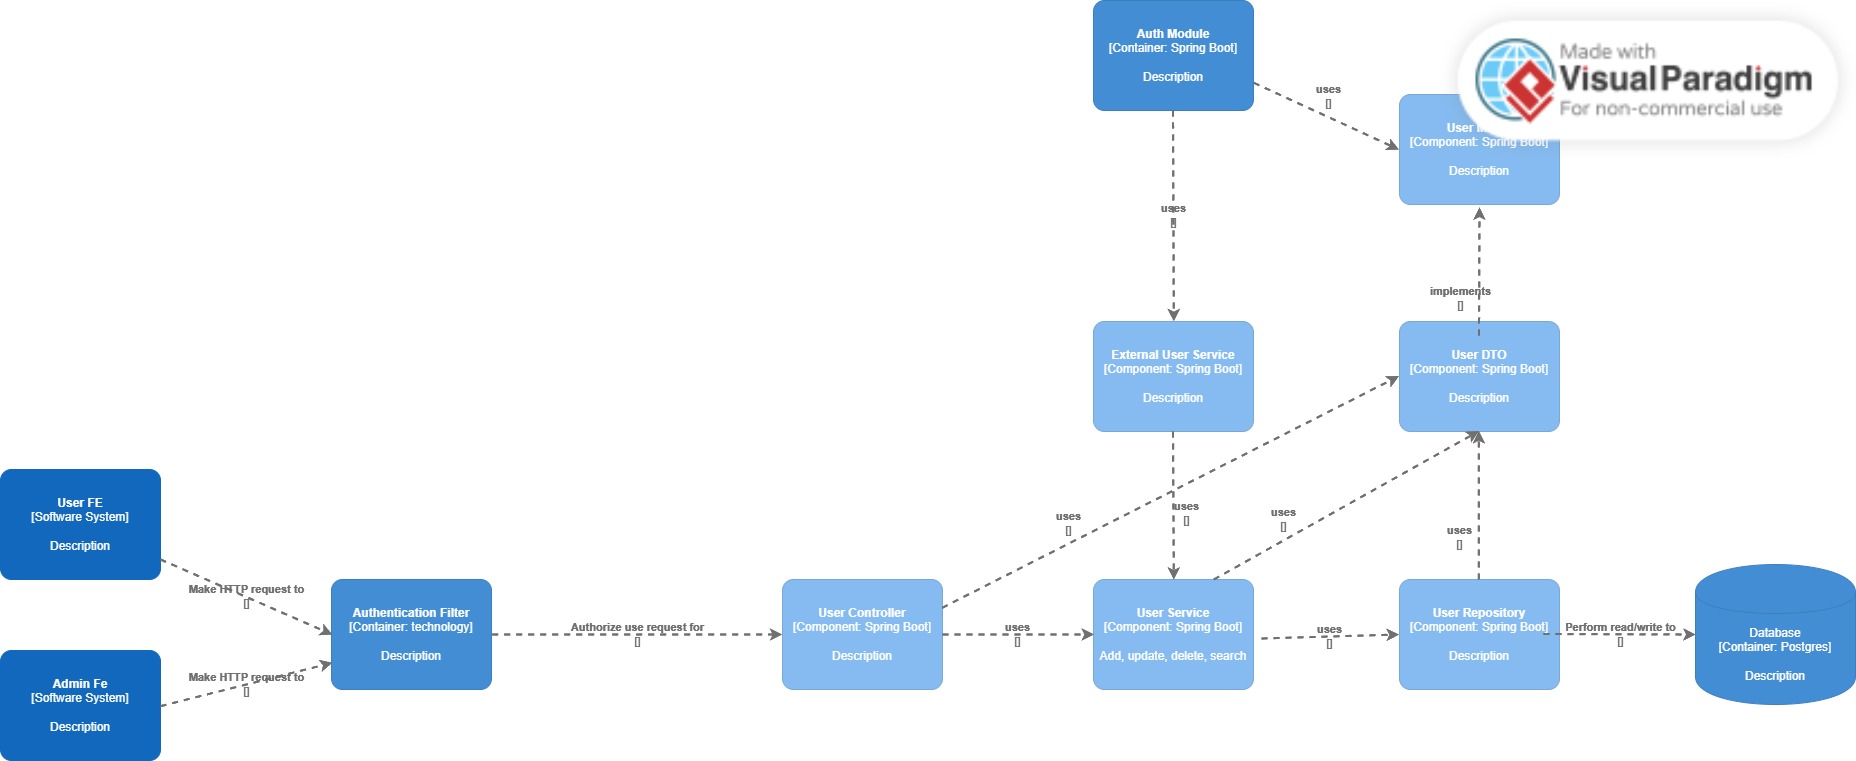 Auth Module
[Container: Spring Boot]
Description
Made with
Visual Paradigm
For non-commercial use
uses
[]
User
[Component: Spring Boot]
Description
uses
[]
implements
[]
External User Service
[Component: Spring Boot]
Description
User DTO
[Component: Spring Boot]
Description
User FE
[Software System]
Description
uses
[]
uses
[]
uses
[]
uses
[]
Make HTTP request to
[]
Authentication Filter
[Container: technology]
Description
Authorize use request for
[]
User Controller
[Component: Spring Boot]
Description
uses
[]
User Service
[Component: Spring Boot]
Add, update, delete, search
uses
[]
User Repository
[Component: Spring Boot]
Description
Perform read/write to
[]
Database
[Container: Postgres]
Description
Make HTTP request to
[]
Admin Fe
[Software System]
Description